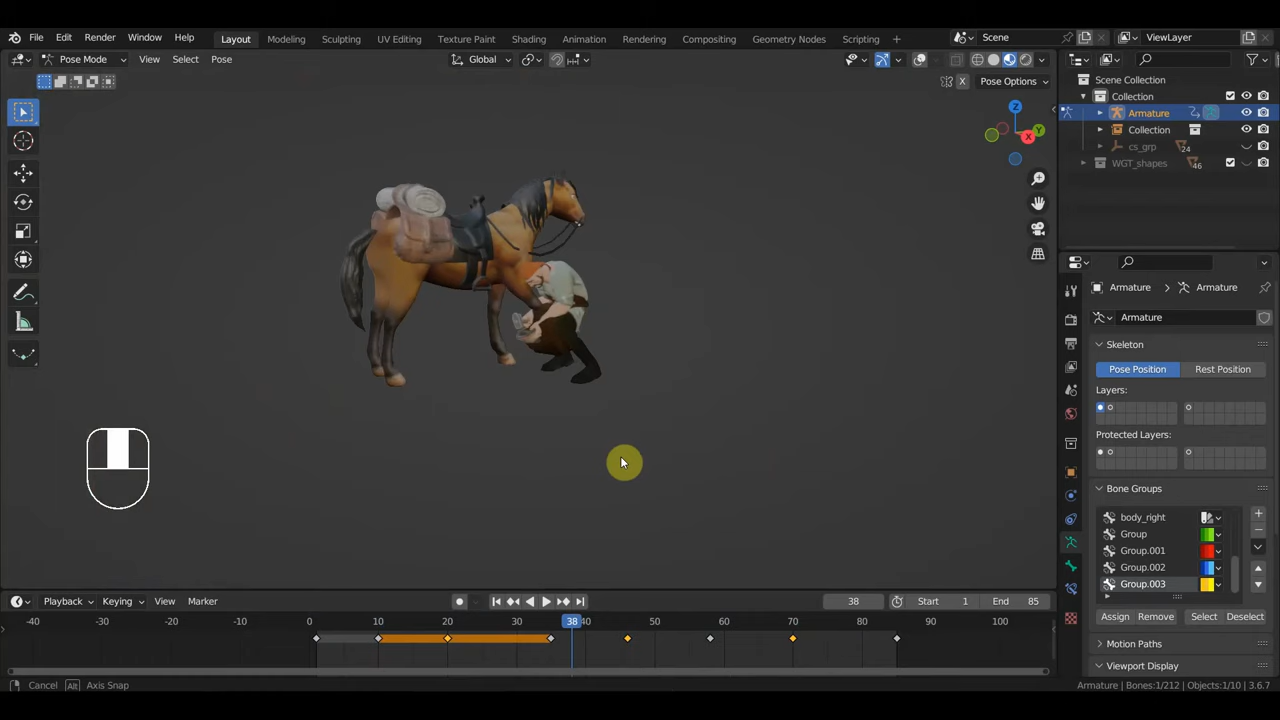 File Edit Render Window Help Layout Modeling Sculpting UV Editing Texture Paint Shading Animation Rendering Compositing Geometry Nodes Scripting + Scene ViewLayer
Pose Mode View Select Pose Global Scene Collection
X Pose Options Collection
Armature
Collection
cs_grp 24
WGT_shapes 46
Z
Y
X
Armature Armature
Armature
Skeleton
Pose Position Rest Position
Layers:
Protected Layers:
Bone Groups
body_right
Group
Group.001
Group.002
Group.003
Playback Keying View Marker 38 Start 1 End 85
Assign Remove Select Deselect
-40 -30 -20 -10 0 10 20 30 38 40 50 60 70 80 90 100
Motion Paths
Viewport Display
Cancel Alt Axis Snap Armature | Bones:1/212 | Objects:1/10 | 3.6.7